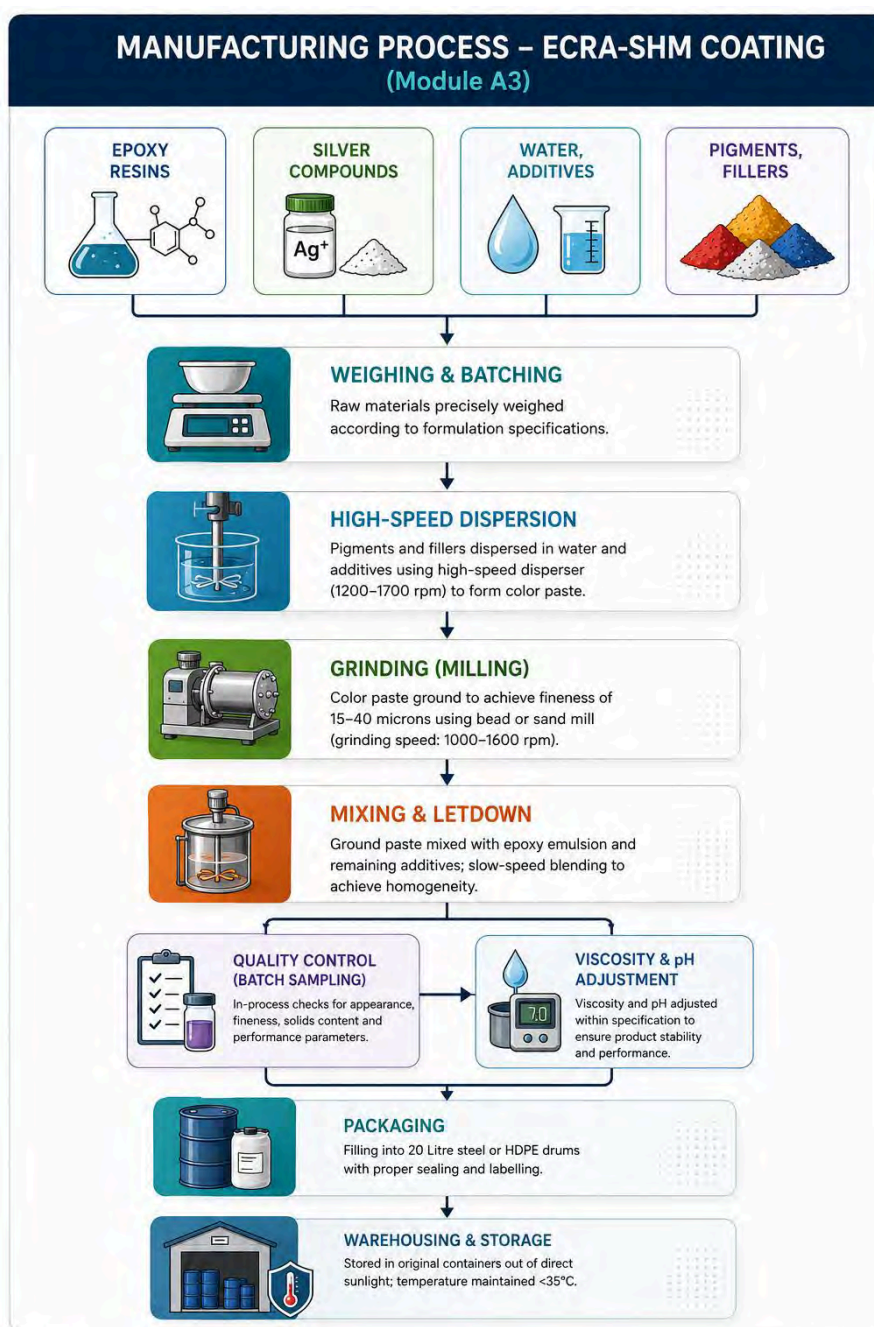 MANUFACTURING PROCESS – ECRA-SHM COATING
(Module A3)
EPOXY
RESINS
SILVER
COMPOUNDS
Ag⁺
WATER,
ADDITIVES
PIGMENTS,
FILLERS
WEIGHING & BATCHING
Raw materials precisely weighed
according to formulation specifications.
HIGH-SPEED DISPERSION
Pigments and fillers dispersed in water and
additives using high-speed disperser
(1200–1700 rpm) to form color paste.
GRINDING (MILLING)
Color paste ground to achieve fineness of
15–40 microns using bead or sand mill
(grinding speed: 1000–1600 rpm).
MIXING & LETDOWN
Ground paste mixed with epoxy emulsion and
remaining additives; slow-speed blending to
achieve homogeneity.
QUALITY CONTROL
(BATCH SAMPLING)
In-process checks for appearance,
fineness, solids content and
performance parameters.
VISCOSITY & pH
ADJUSTMENT
7.0
Viscosity and pH adjusted
within specification to
ensure product stability
and performance.
PACKAGING
Filling into 20 Litre steel or HDPE drums
with proper sealing and labelling.
WAREHOUSING & STORAGE
Stored in original containers out of direct
sunlight; temperature maintained <35°C.